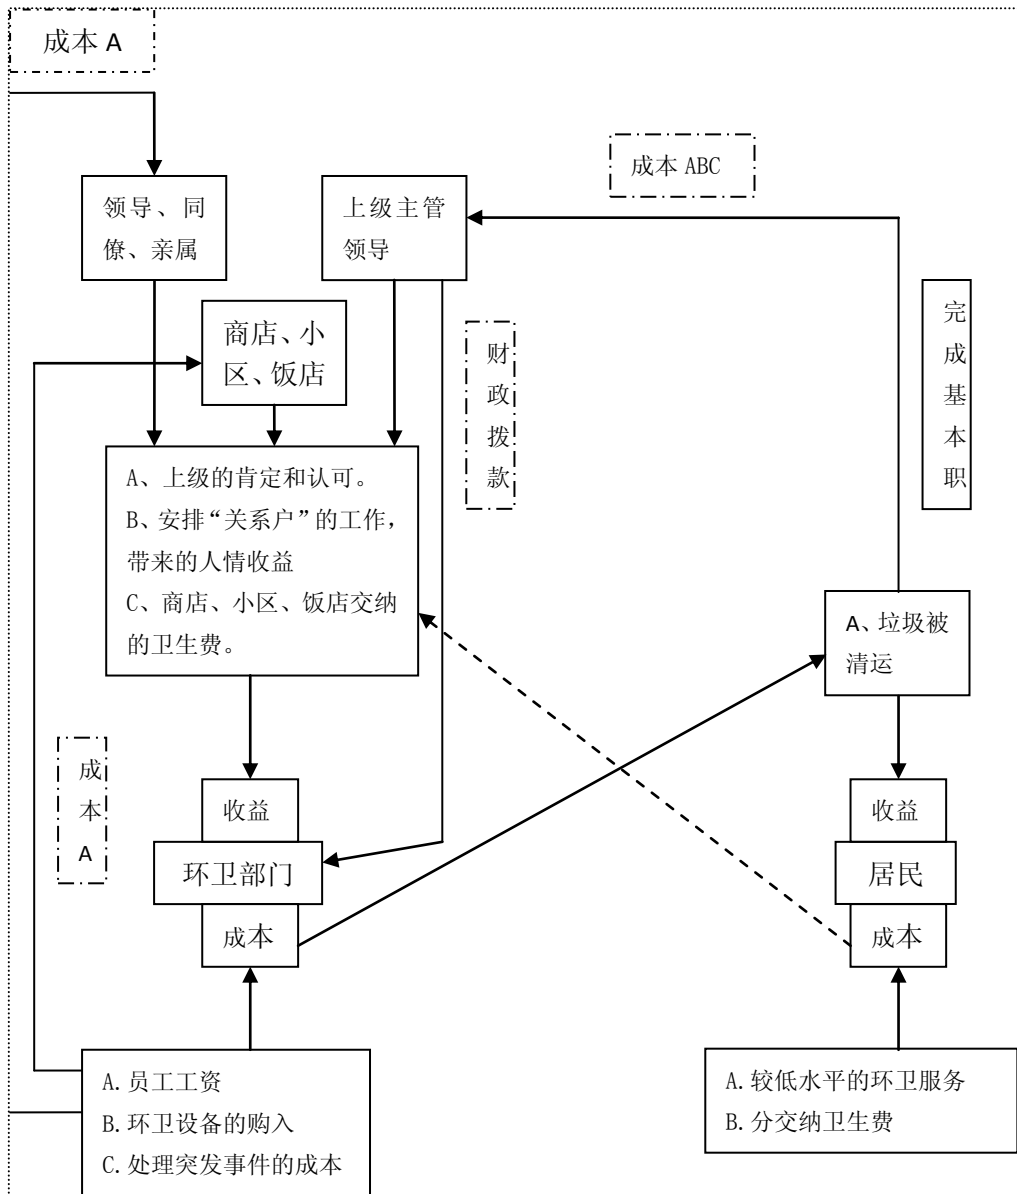 成本 A
成本 ABC
领导、同
僚、亲属
上级主管
领导
商店、小
区、饭店
财
政
拨
款
完
成
基
本
职
A、上级的肯定和认可。
B、安排“关系户”的工作，
带来的人情收益
C、商店、小区、饭店交纳
的卫生费。
A、垃圾被
清运
成
本
A
收益
环卫部门
成本
收益
居民
成本
A.员工工资
B.环卫设备的购入
C.处理突发事件的成本
A.较低水平的环卫服务
B.分交纳卫生费